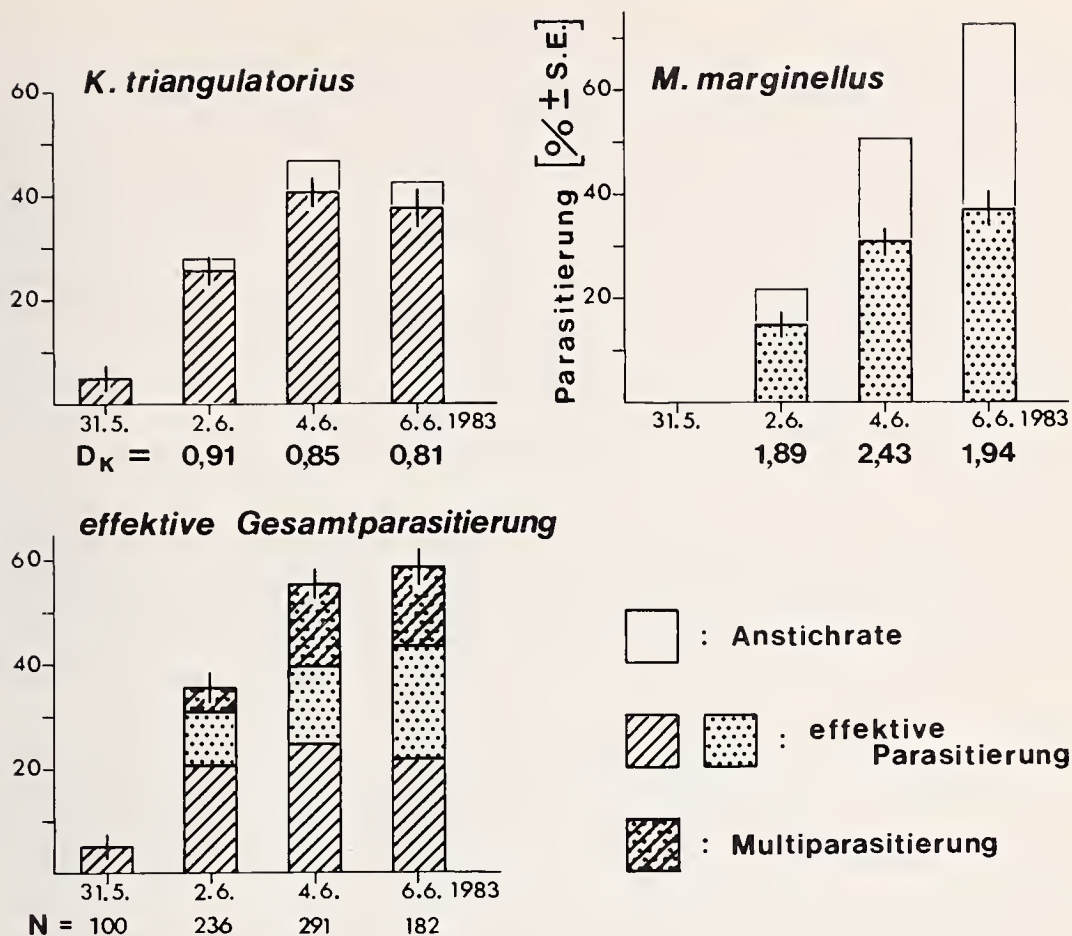 K. triangulatorius
60
40
20
31.5. 2.6. 4.6. 6.6. 1983
DK = 0,91 0,85 0,81
M. marginellus
Parasitierung [% ± s.E.]
60
40
20
31.5. 2.6. 4.6. 6.6. 1983
1,89 2,43 1,94
effektive Gesamtparasitierung
60
40
20
31.5. 2.6. 4.6. 6.6. 1983
N = 100 236 291 182
: Anstichrate
: effektive
Parasitierung
: Multiparasitierung